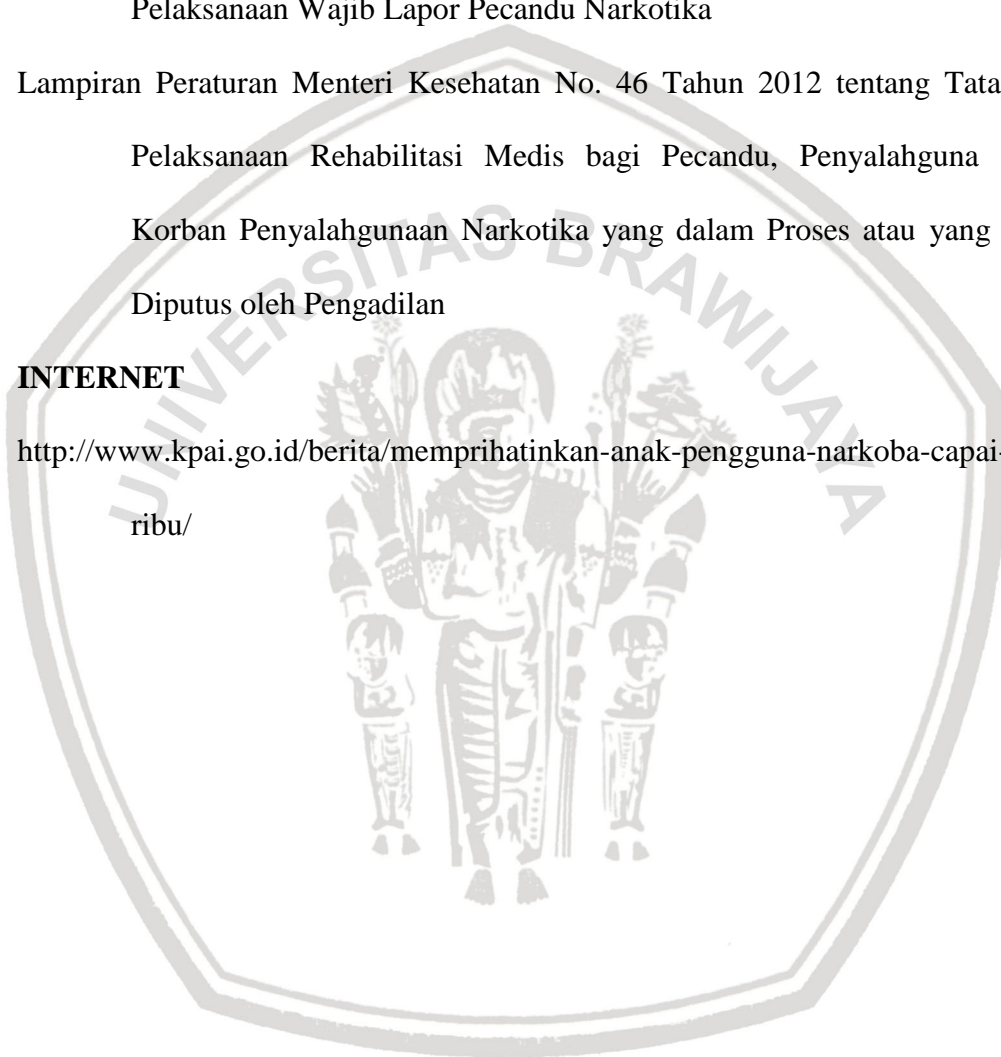 Pelaksanaan Wajib Lapor Pecandu Narkotika
Lampiran Peraturan Menteri Kesehatan No. 46 Tahun 2012 tentang Tata
Pelaksanaan Rehabilitasi Medis bagi Pecandu, Penyalahguna
Korban Penyalahgunaan Narkotika yang dalam Proses atau yang
Diputus oleh Pengadilan
INTERNET
http://www.kpai.go.id/berita/memprihatinkan-anak-pengguna-narkoba-capai-
ribu/
UNIVERSITAS BRAWIJAYA